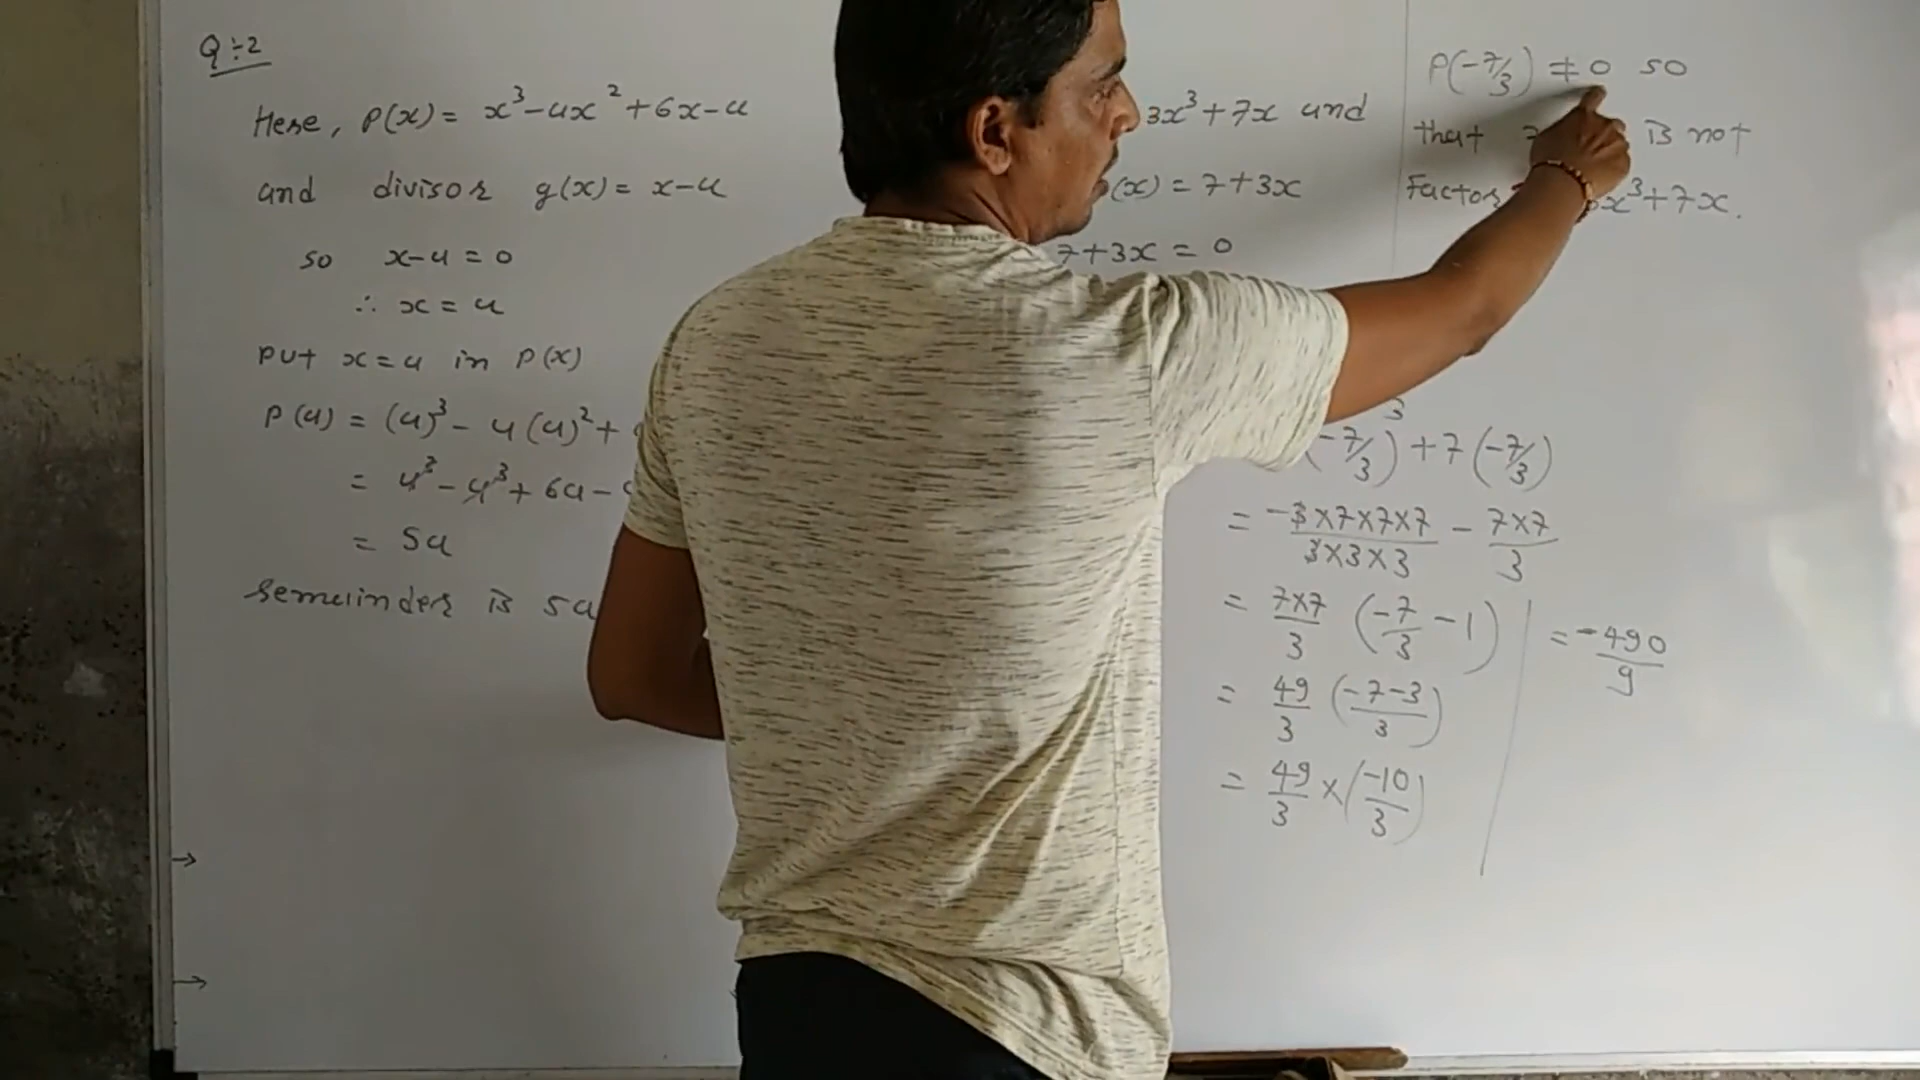 Q:-2
Here, P(x) = x³-ax²+6x-a
and divisor g(x) = x-a
so x-a = 0
∴ x = a
put x = a in P(x)
P(a) = (a)³ - a(a)² +
= a³ - a³ + 6a -
= 5a
Remainder is 5a
3x³+7x and
(x) = 7+3x
7+3x = 0
(-7/3)³ + 7(-7/3)
= -3×7×7×7/3×3×3 - 7×7/3
= 7×7/3 (-7/3 - 1)
= 49/3 (-7-3/3)
= 49/3 × (-10/3)
= -490/9
P(-7/3) ≠ 0 so
that 7 is not
Factor x³+7x.